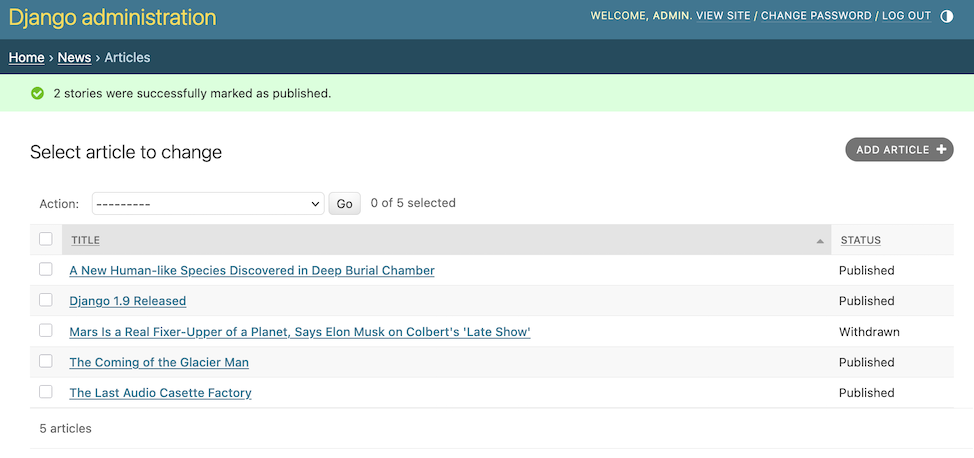 Django administration
WELCOME, ADMIN. VIEW SITE / CHANGE PASSWORD / LOG OUT
Home › News › Articles
2 stories were successfully marked as published.
Select article to change
ADD ARTICLE +
Action: --------- Go 0 of 5 selected
TITLE STATUS
A New Human-like Species Discovered in Deep Burial Chamber Published
Django 1.9 Released Published
Mars Is a Real Fixer-Upper of a Planet, Says Elon Musk on Colbert's 'Late Show' Withdrawn
The Coming of the Glacier Man Published
The Last Audio Casette Factory Published
5 articles